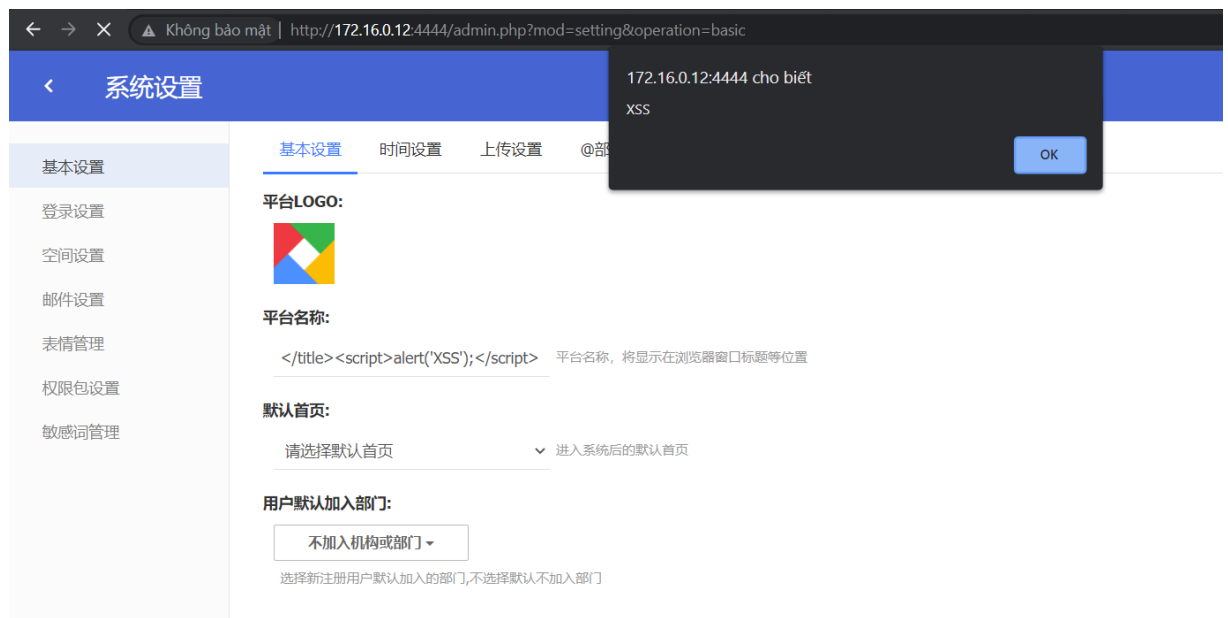 Không bảo mật | http://172.16.0.12:4444/admin.php?mod=setting&operation=basic
172.16.0.12:4444 cho biết
XSS
OK
系统设置
基本设置
登录设置
空间设置
邮件设置
表情管理
权限包设置
敏感词管理
基本设置 时间设置 上传设置 @部
平台LOGO:
平台名称:
</title><script>alert('XSS');</script> 平台名称，将显示在浏览器窗口标题等位置
默认首页:
请选择默认首页 进入系统后的默认首页
用户默认加入部门:
不加入机构或部门
选择新注册用户默认加入的部门,不选择默认不加入部门